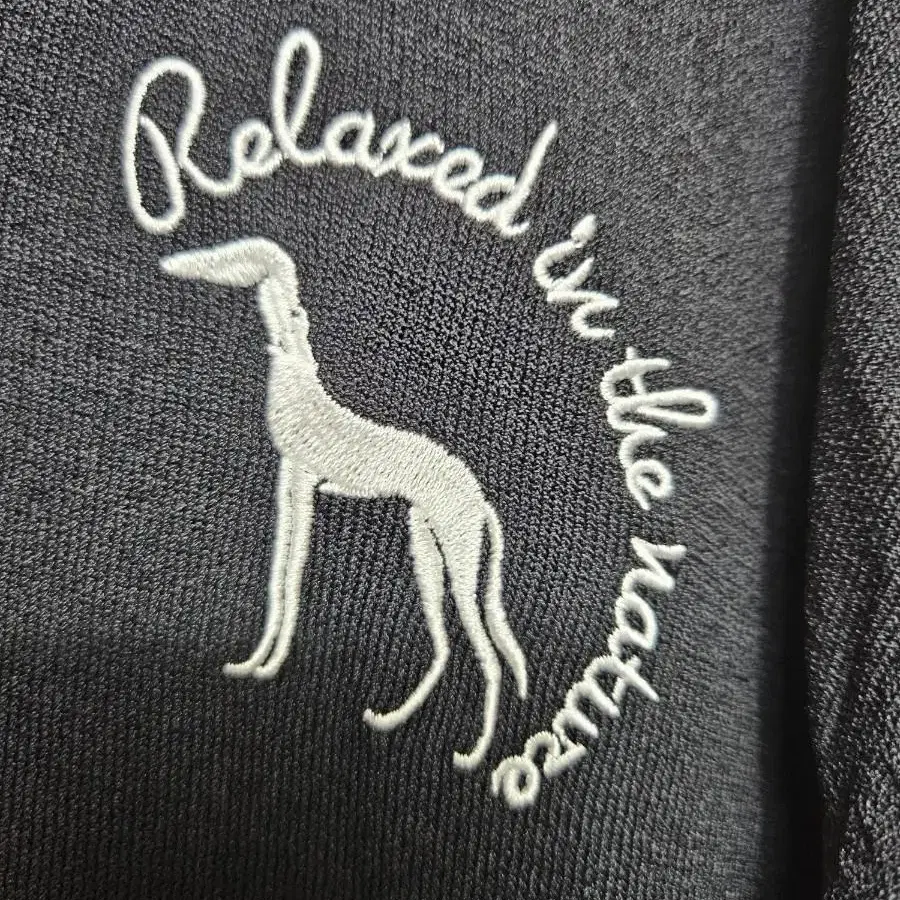 Relaxed in the nature